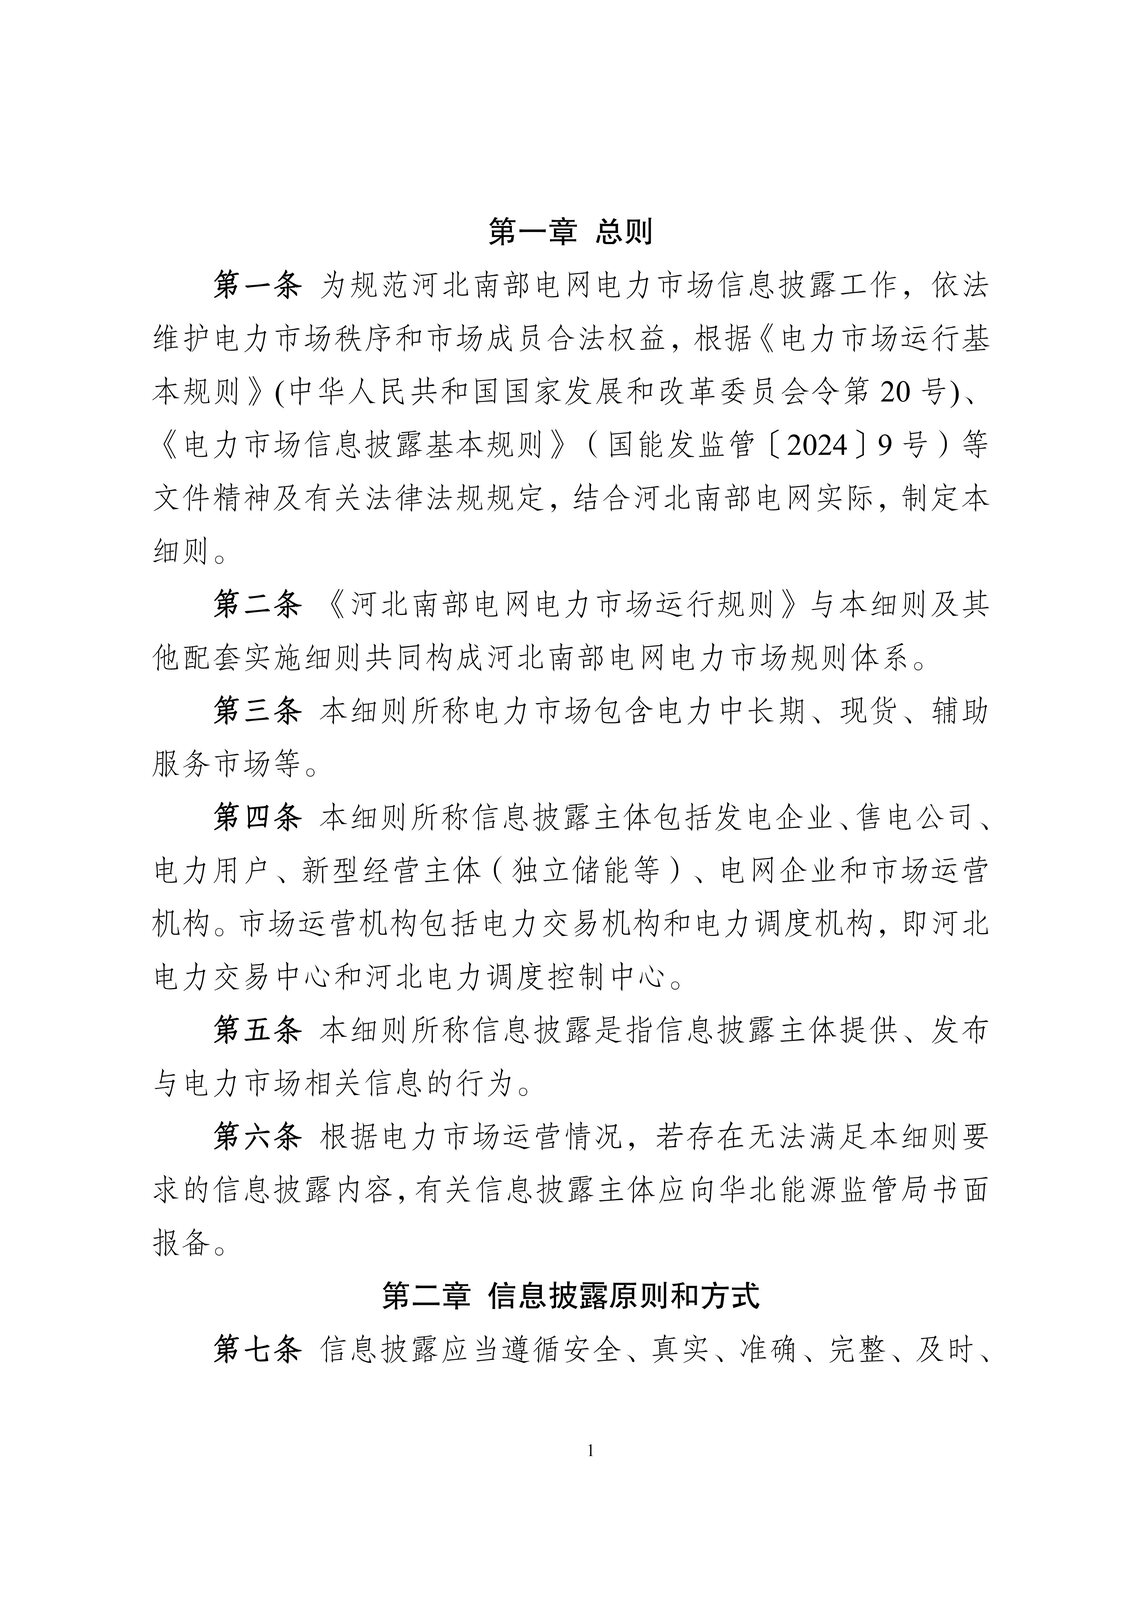 第一章 总则
第一条 为规范河北南部电网电力市场信息披露工作，依法
维护电力市场秩序和市场成员合法权益，根据《电力市场运行基
本规则》(中华人民共和国国家发展和改革委员会令第 20 号)、
《电力市场信息披露基本规则》（国能发监管〔2024〕9 号）等
文件精神及有关法律法规规定，结合河北南部电网实际，制定本
细则。
第二条 《河北南部电网电力市场运行规则》与本细则及其
他配套实施细则共同构成河北南部电网电力市场规则体系。
第三条 本细则所称电力市场包含电力中长期、现货、辅助
服务市场等。
第四条 本细则所称信息披露主体包括发电企业、售电公司、
电力用户、新型经营主体（独立储能等）、电网企业和市场运营
机构。市场运营机构包括电力交易机构和电力调度机构，即河北
电力交易中心和河北电力调度控制中心。
第五条 本细则所称信息披露是指信息披露主体提供、发布
与电力市场相关信息的行为。
第六条 根据电力市场运营情况，若存在无法满足本细则要
求的信息披露内容，有关信息披露主体应向华北能源监管局书面
报备。
第二章 信息披露原则和方式
第七条 信息披露应当遵循安全、真实、准确、完整、及时、
1